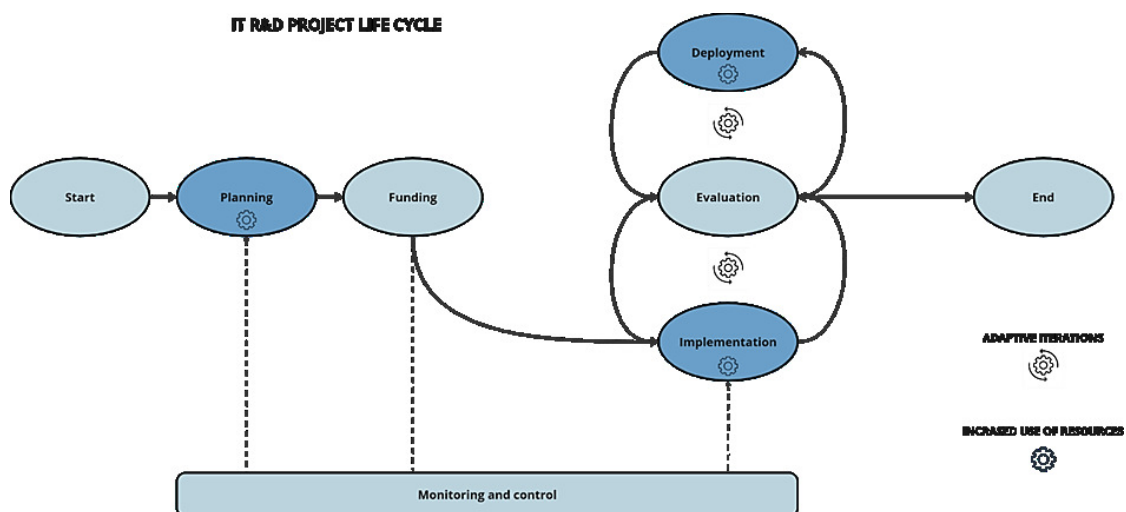 IT R&D PROJECT LIFE CYCLE
Deployment
Start
Planning
Funding
Evaluation
End
Implementation
ADAPTIVE ITERATIONS
INCRASED USE OF RESOURCES
Monitoring and control